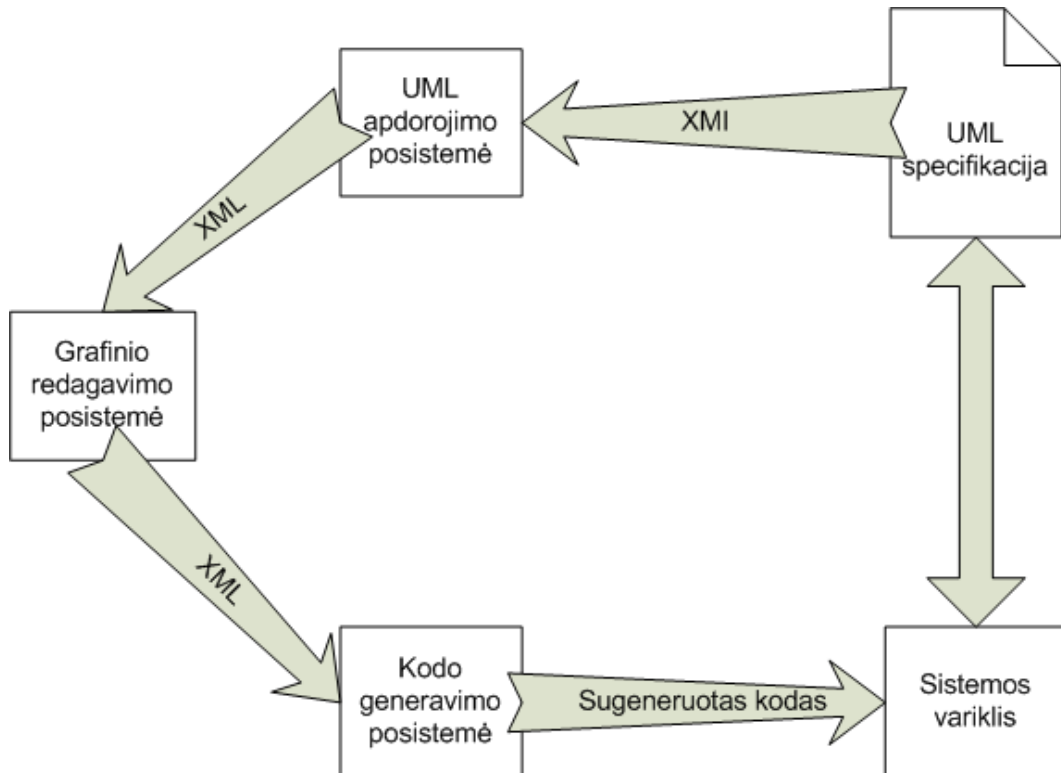 UML
apdorojimo
posistemė
XMI
UML
specifikacija
XML
Grafinio
redagavimo
posistemė
XML
Kodo
generavimo
posistemė
Sugeneruotas kodas
Sistemos
variklis